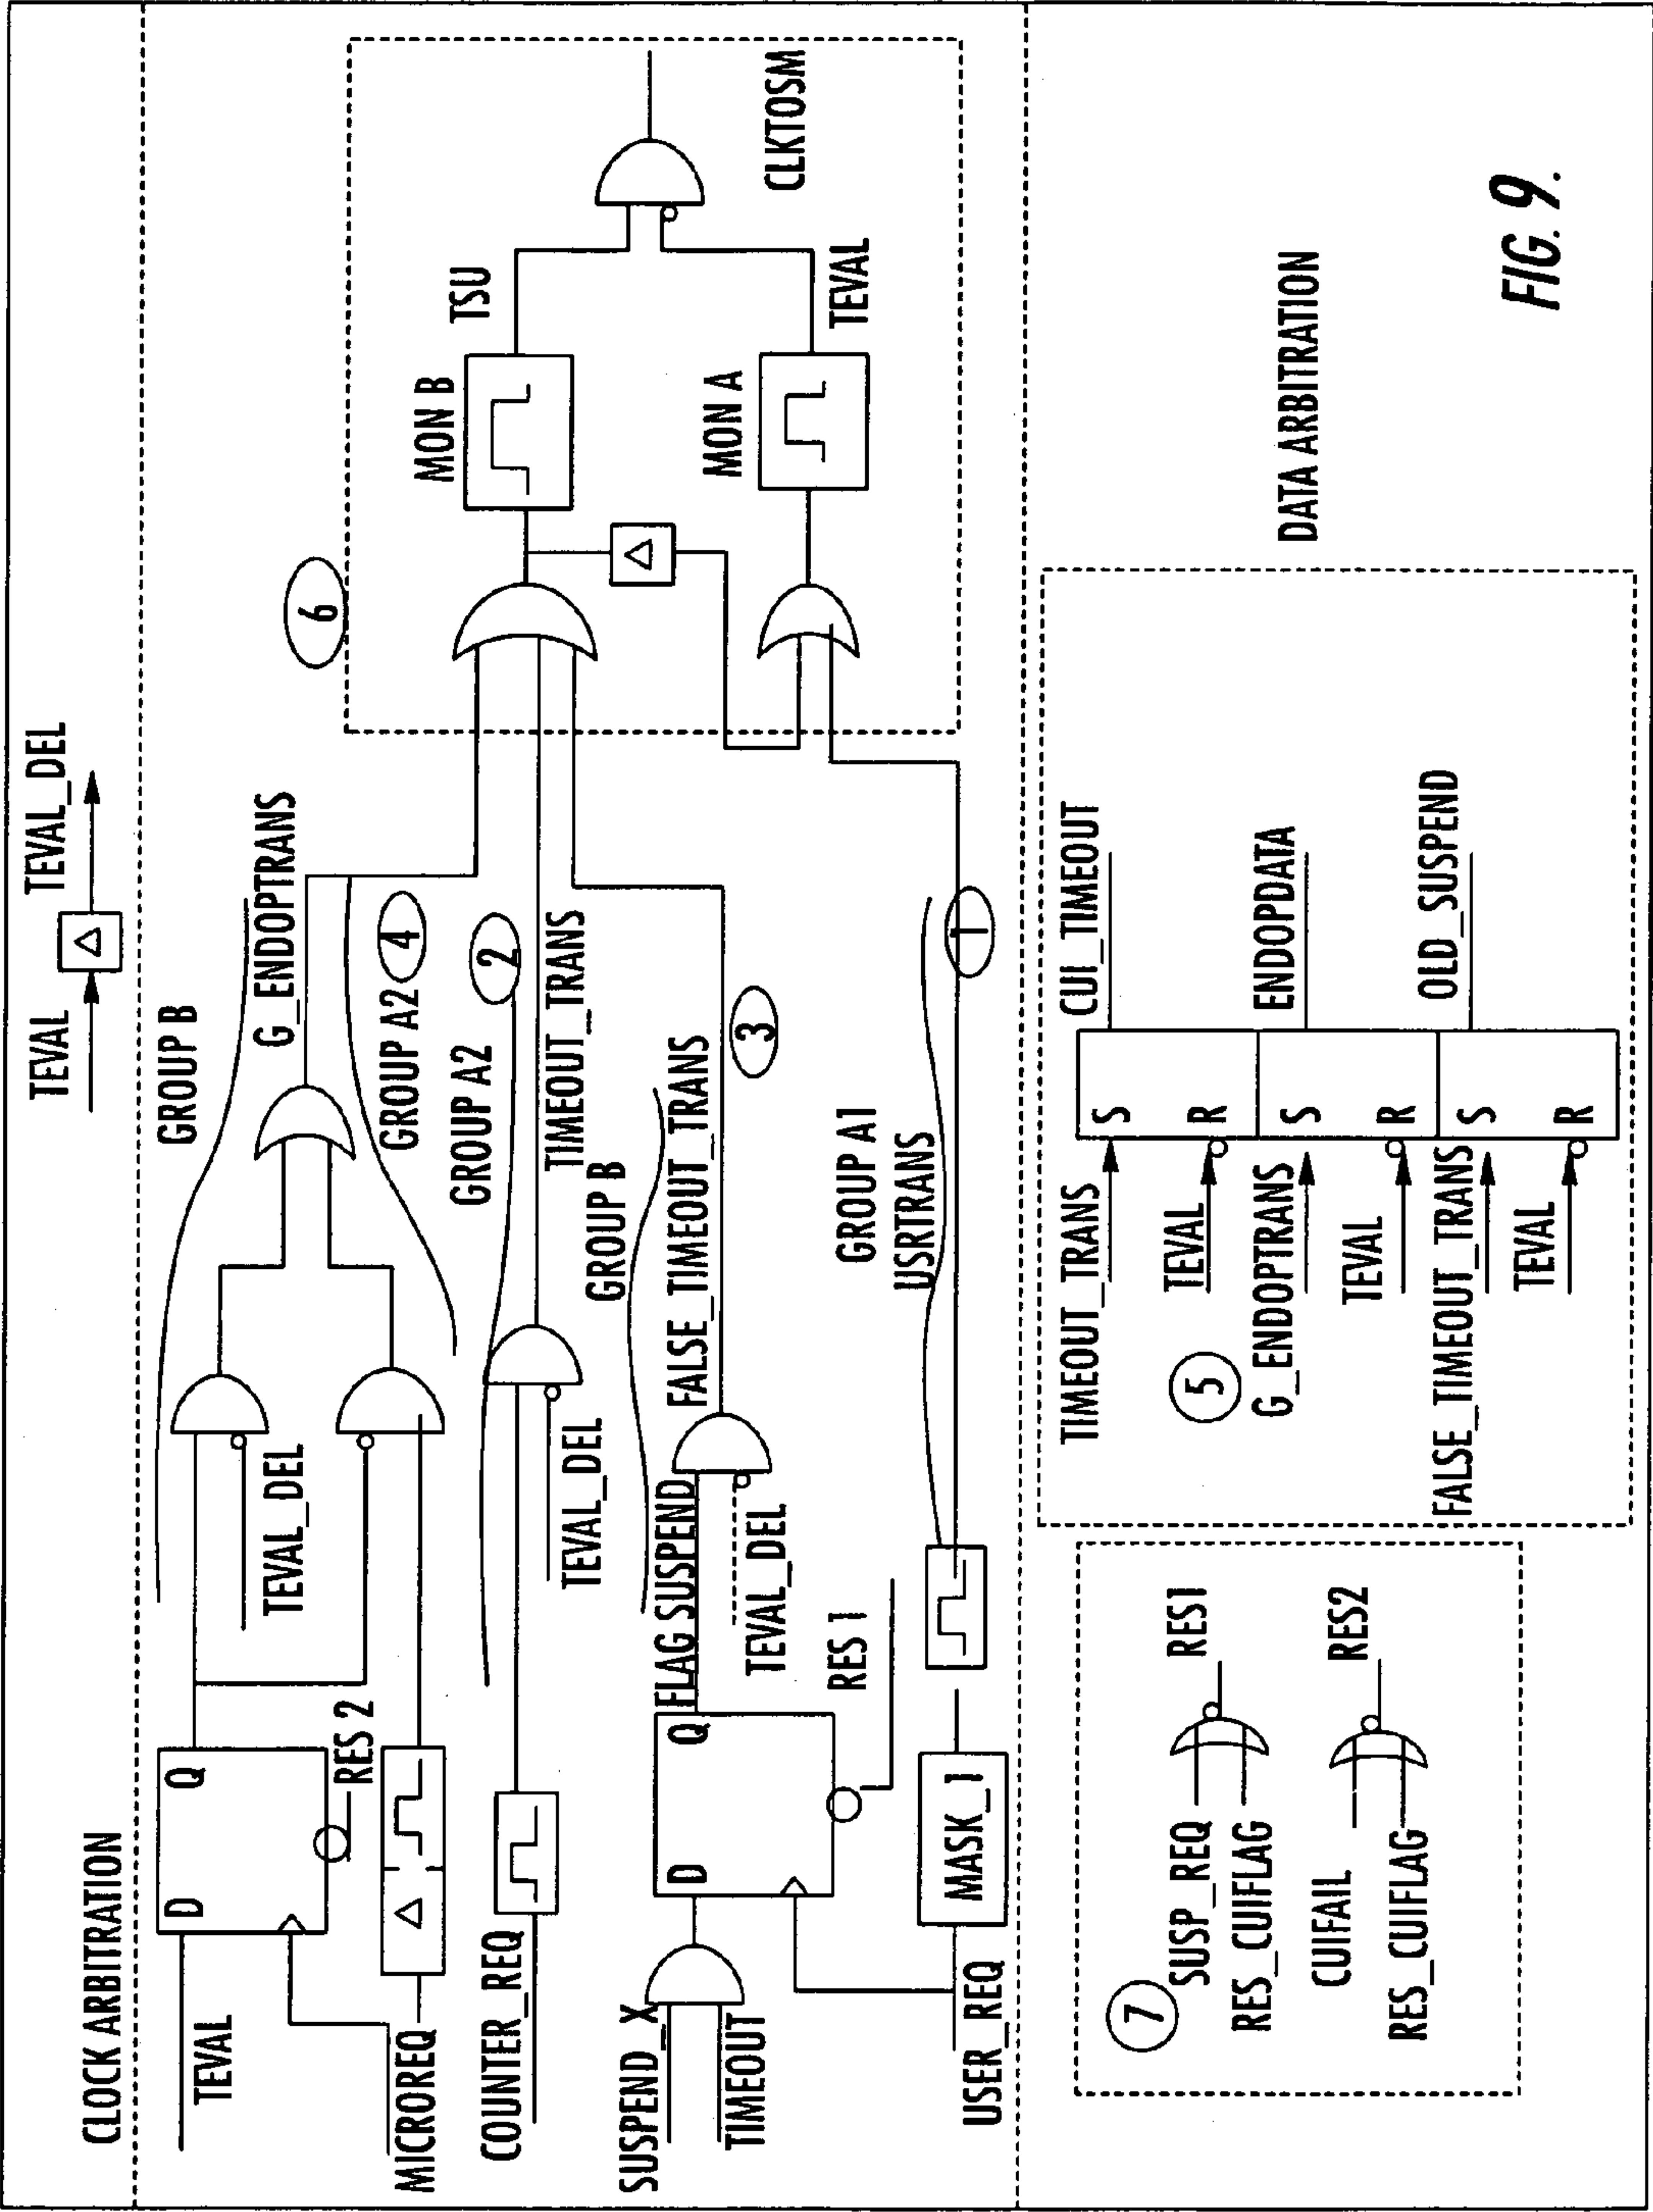 CLOCK ARBITRATION
TEVAL
TEVAL_DEL
TEVAL
D
Q
RES 2
MICROREQ
Δ
TEVAL_DEL
GROUP B
G_ENDOPTRANS
GROUP A2
4
COUNTER_REQ
TEVAL_DEL
GROUP A2
2
TIMEOUT_TRANS
SUSPEND_X
TIMEOUT
D
Q
FLAG SUSPEND
TEVAL_DEL
RES 1
GROUP B
FALSE_TIMEOUT_TRANS
3
USER_REQ
MASK_1
GROUP A1
USRTRANS
1
6
MON B
TSU
Δ
MON A
TEVAL
CLKTOSM
7
SUSP_REQ
RES_CUIFLAG
RES1
CUIFAIL
RES_CUIFLAG
RES2
5
TIMEOUT_TRANS
S
CUI_TIMEOUT
TEVAL
R
G_ENDOPTRANS
S
ENDOPDATA
TEVAL
R
FALSE_TIMEOUT_TRANS
S
OLD_SUSPEND
TEVAL
R
DATA ARBITRATION
FIG. 9.